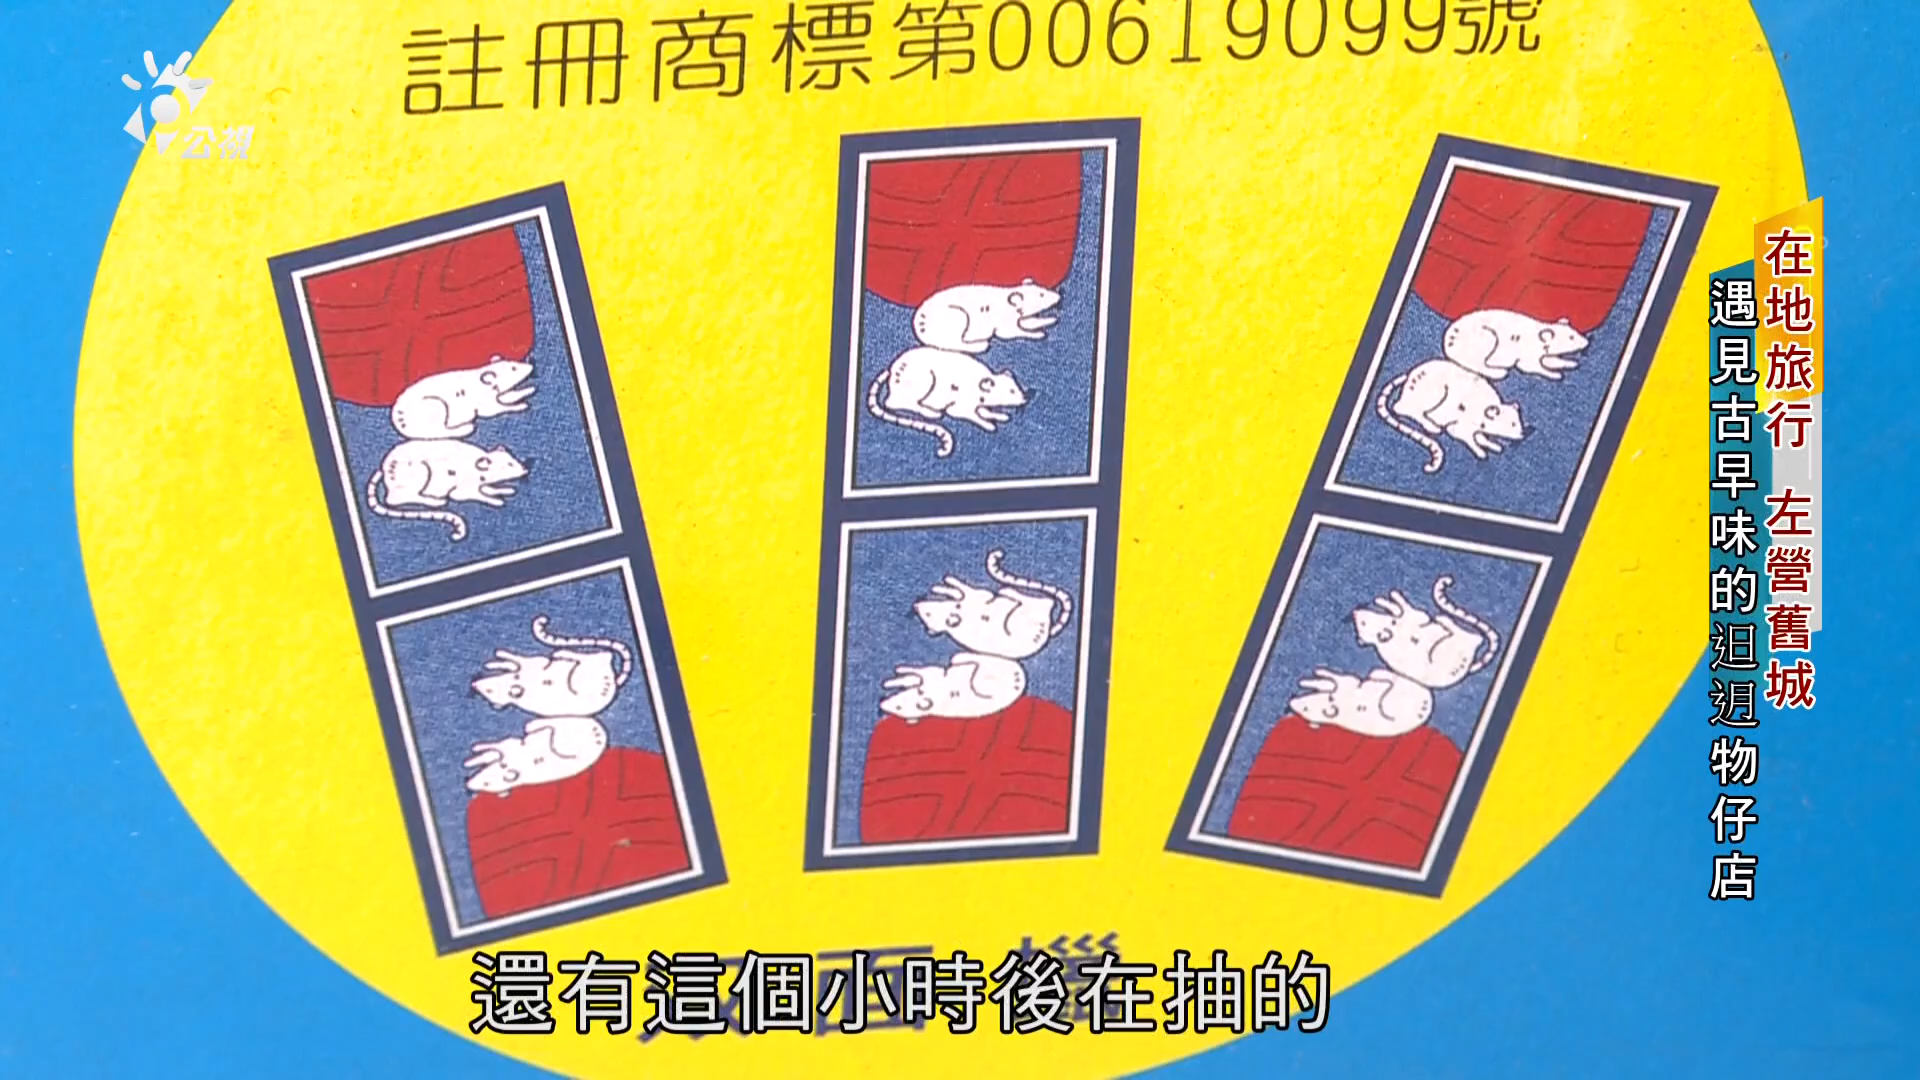 註冊商標第00619099號
公視
在地旅行 左營舊城
遇見古早味的𨑨迌物仔店
還有這個小時後在抽的